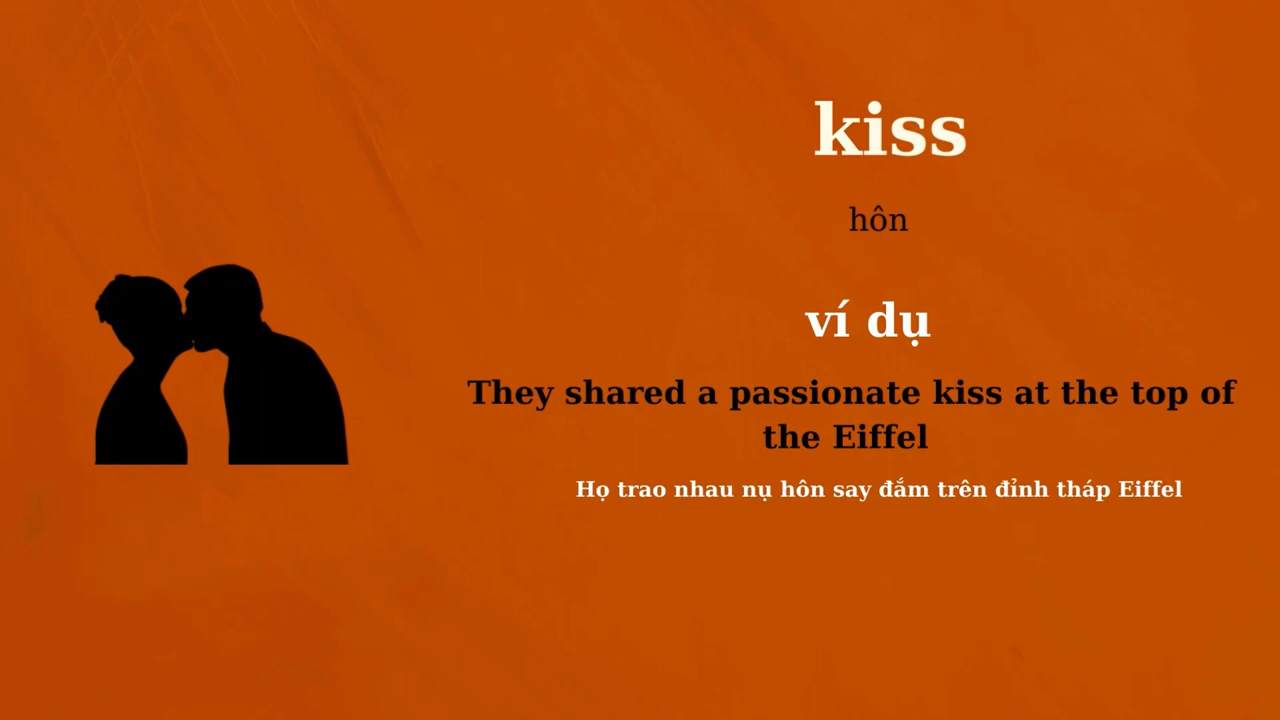 kiss
hôn
ví dụ
They shared a passionate kiss at the top of
the Eiffel
Họ trao nhau nụ hôn say đắm trên đỉnh tháp Eiffel